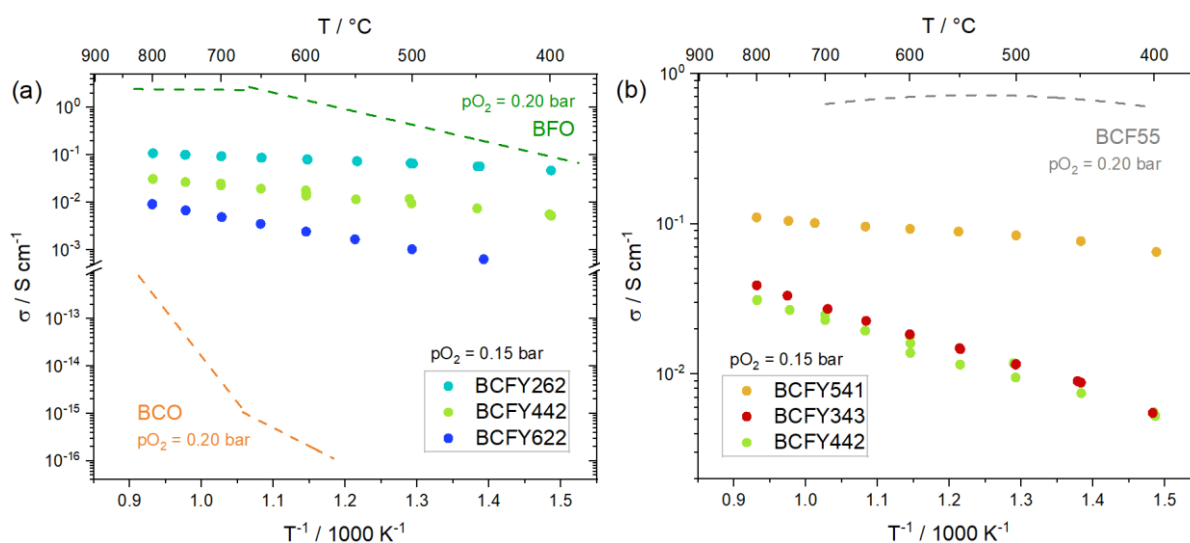 T / °C
900 800 700 600 500 400
(a)
pO₂ = 0.20 bar
BFO
10⁰
10⁻¹
10⁻²
10⁻³
σ / S cm⁻¹
10⁻¹³
10⁻¹⁴
10⁻¹⁵
10⁻¹⁶
BCO
pO₂ = 0.20 bar
pO₂ = 0.15 bar
BCFY262
BCFY442
BCFY622
0.9 1.0 1.1 1.2 1.3 1.4 1.5
T⁻¹ / 1000 K⁻¹
T / °C
900 800 700 600 500 400
(b)
10⁰
BCF55
pO₂ = 0.20 bar
10⁻¹
σ / S cm⁻¹
10⁻²
pO₂ = 0.15 bar
BCFY541
BCFY343
BCFY442
0.9 1.0 1.1 1.2 1.3 1.4 1.5
T⁻¹ / 1000 K⁻¹